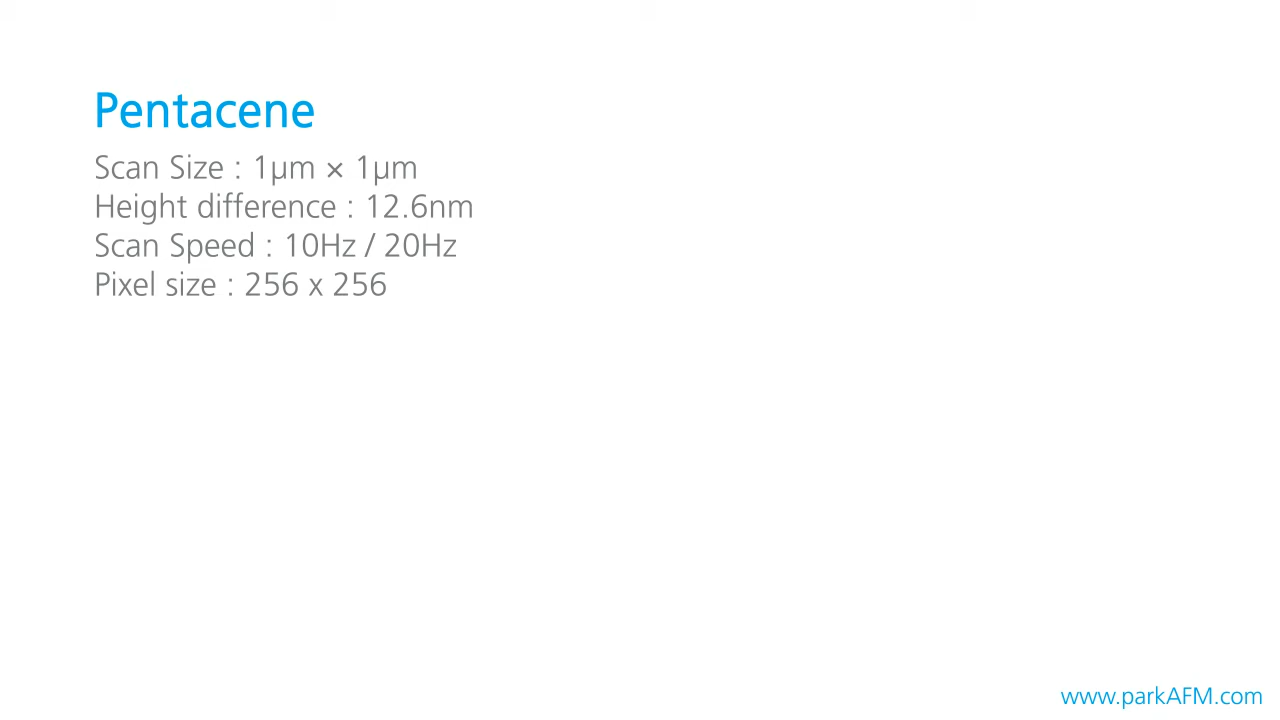 Pentacene
Scan Size : 1µm × 1µm
Height difference : 12.6nm
Scan Speed : 10Hz / 20Hz
Pixel size : 256 x 256
www.parkAFM.com